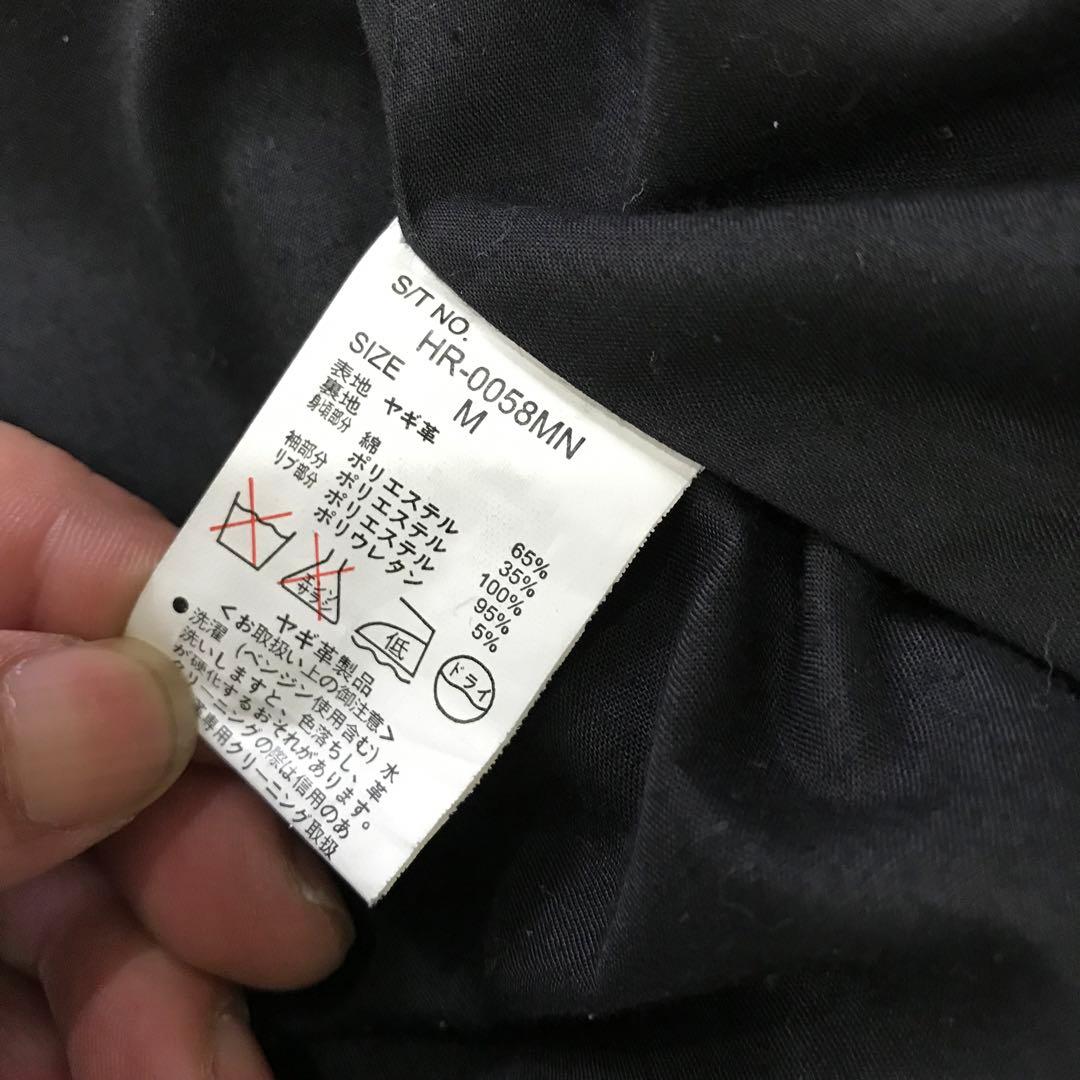 S/T NO.
HR-0058MN
SIZE M
表地 ヤギ革
裏地
身頃部分 綿 65%
ポリエステル 35%
袖部分 ポリエステル 100%
リブ部分 ポリエステル 95%
ポリウレタン 5%
エンソ
サラシ
低
ドライ
ヤギ革製品
<お取扱い上の御注意>
●洗濯(ベンジン使用含む)水
洗いしますと、色落ちし、革
が硬化するおそれがあります。
クリーニングの際は信用のあ
専用クリーニング取扱